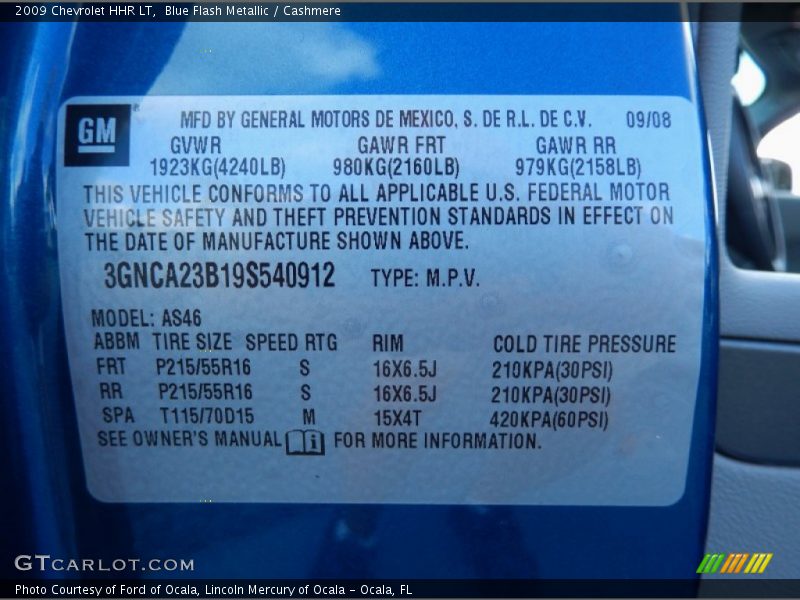 2009 Chevrolet HHR LT,  Blue Flash Metallic / Cashmere
GM
MFD BY GENERAL MOTORS DE MEXICO, S. DE R.L. DE C.V. 09/08
GVWR GAWR FRT GAWR RR
1923KG(4240LB) 980KG(2160LB) 979KG(2158LB)
THIS VEHICLE CONFORMS TO ALL APPLICABLE U.S. FEDERAL MOTOR
VEHICLE SAFETY AND THEFT PREVENTION STANDARDS IN EFFECT ON
THE DATE OF MANUFACTURE SHOWN ABOVE.
3GNCA23B19S540912 TYPE: M.P.V.
MODEL: AS46
ABBM TIRE SIZE SPEED RTG RIM COLD TIRE PRESSURE
FRT P215/55R16 S 16X6.5J 210KPA(30PSI)
RR P215/55R16 S 16X6.5J 210KPA(30PSI)
SPA T115/70D15 M 15X4T 420KPA(60PSI)
SEE OWNER'S MANUAL i FOR MORE INFORMATION.
GTCARLOT.COM
Photo Courtesy of Ford of Ocala, Lincoln Mercury of Ocala - Ocala, FL